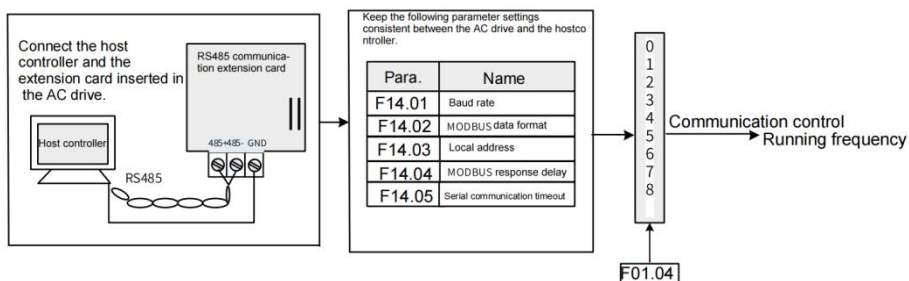 Connect the host
controller and the
extension card inserted in
the AC drive.
RS485 communica-
tion extension card
485+485- GND
Host controller
RS485
Keep the following parameter settings
consistent between the AC drive and the hostco
ntroller.
Para. Name
F14.01 Baud rate
F14.02 MODBUS data format
F14.03 Local address
F14.04 MODBUS response delay
F14.05 Serial communication timeout
0
1
2
3
4
5
6
7
8
Communication control
Running frequency
F01.04